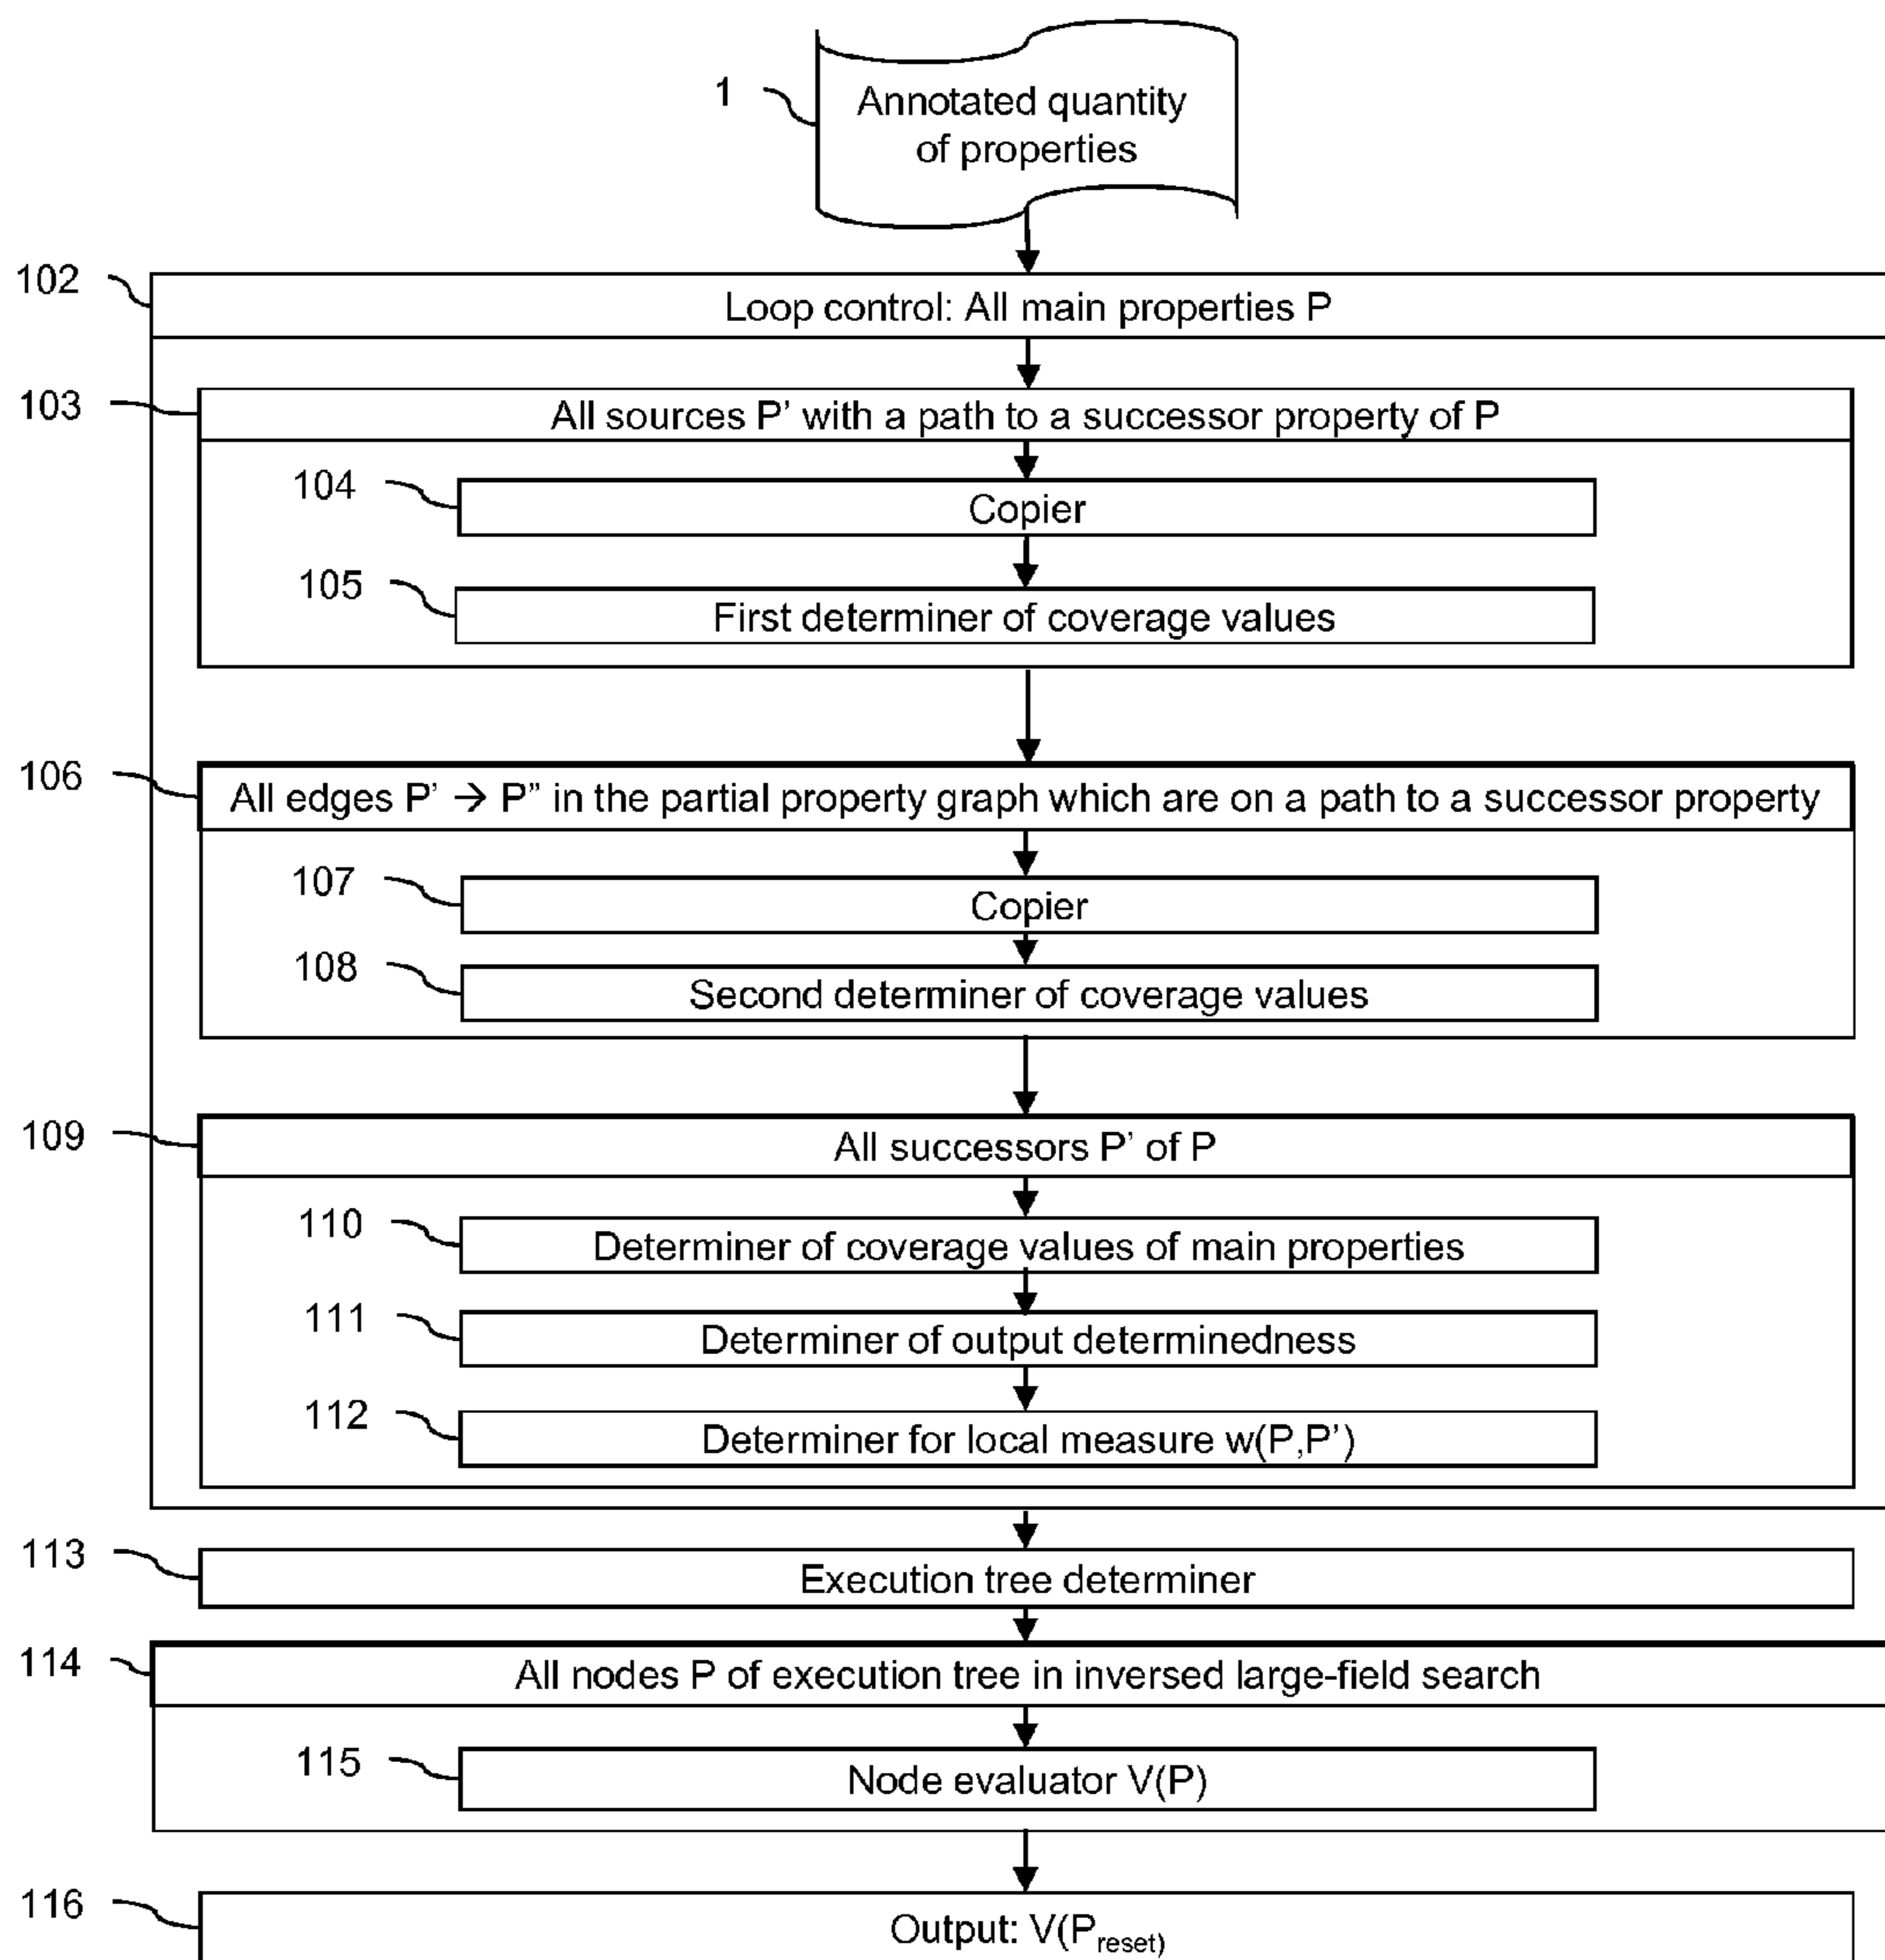 1
Annotated quantity
of properties
102
Loop control: All main properties P
103
All sources P' with a path to a successor property of P
104
Copier
105
First determiner of coverage values
106
All edges P' → P" in the partial property graph which are on a path to a successor property
107
Copier
108
Second determiner of coverage values
109
All successors P' of P
110
Determiner of coverage values of main properties
111
Determiner of output determinedness
112
Determiner for local measure w(P,P')
113
Execution tree determiner
114
All nodes P of execution tree in inversed large-field search
115
Node evaluator V(P)
116
Output: V(Preset)